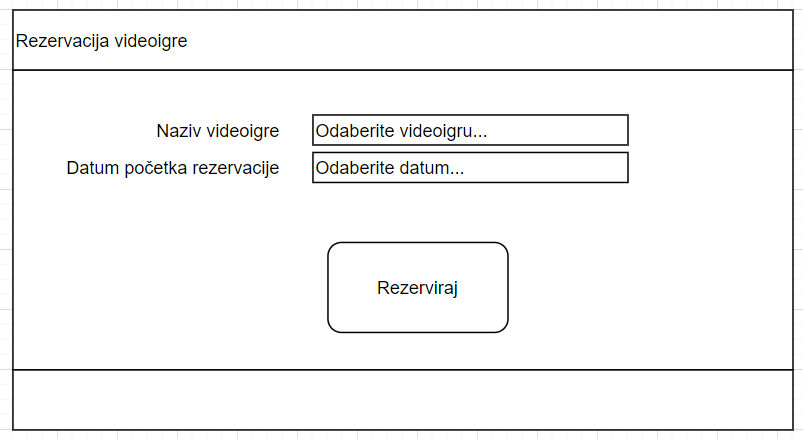 Rezervacija videoigre
Naziv videoigre
Odaberite videoigru...
Datum početka rezervacije
Odaberite datum...
Rezerviraj